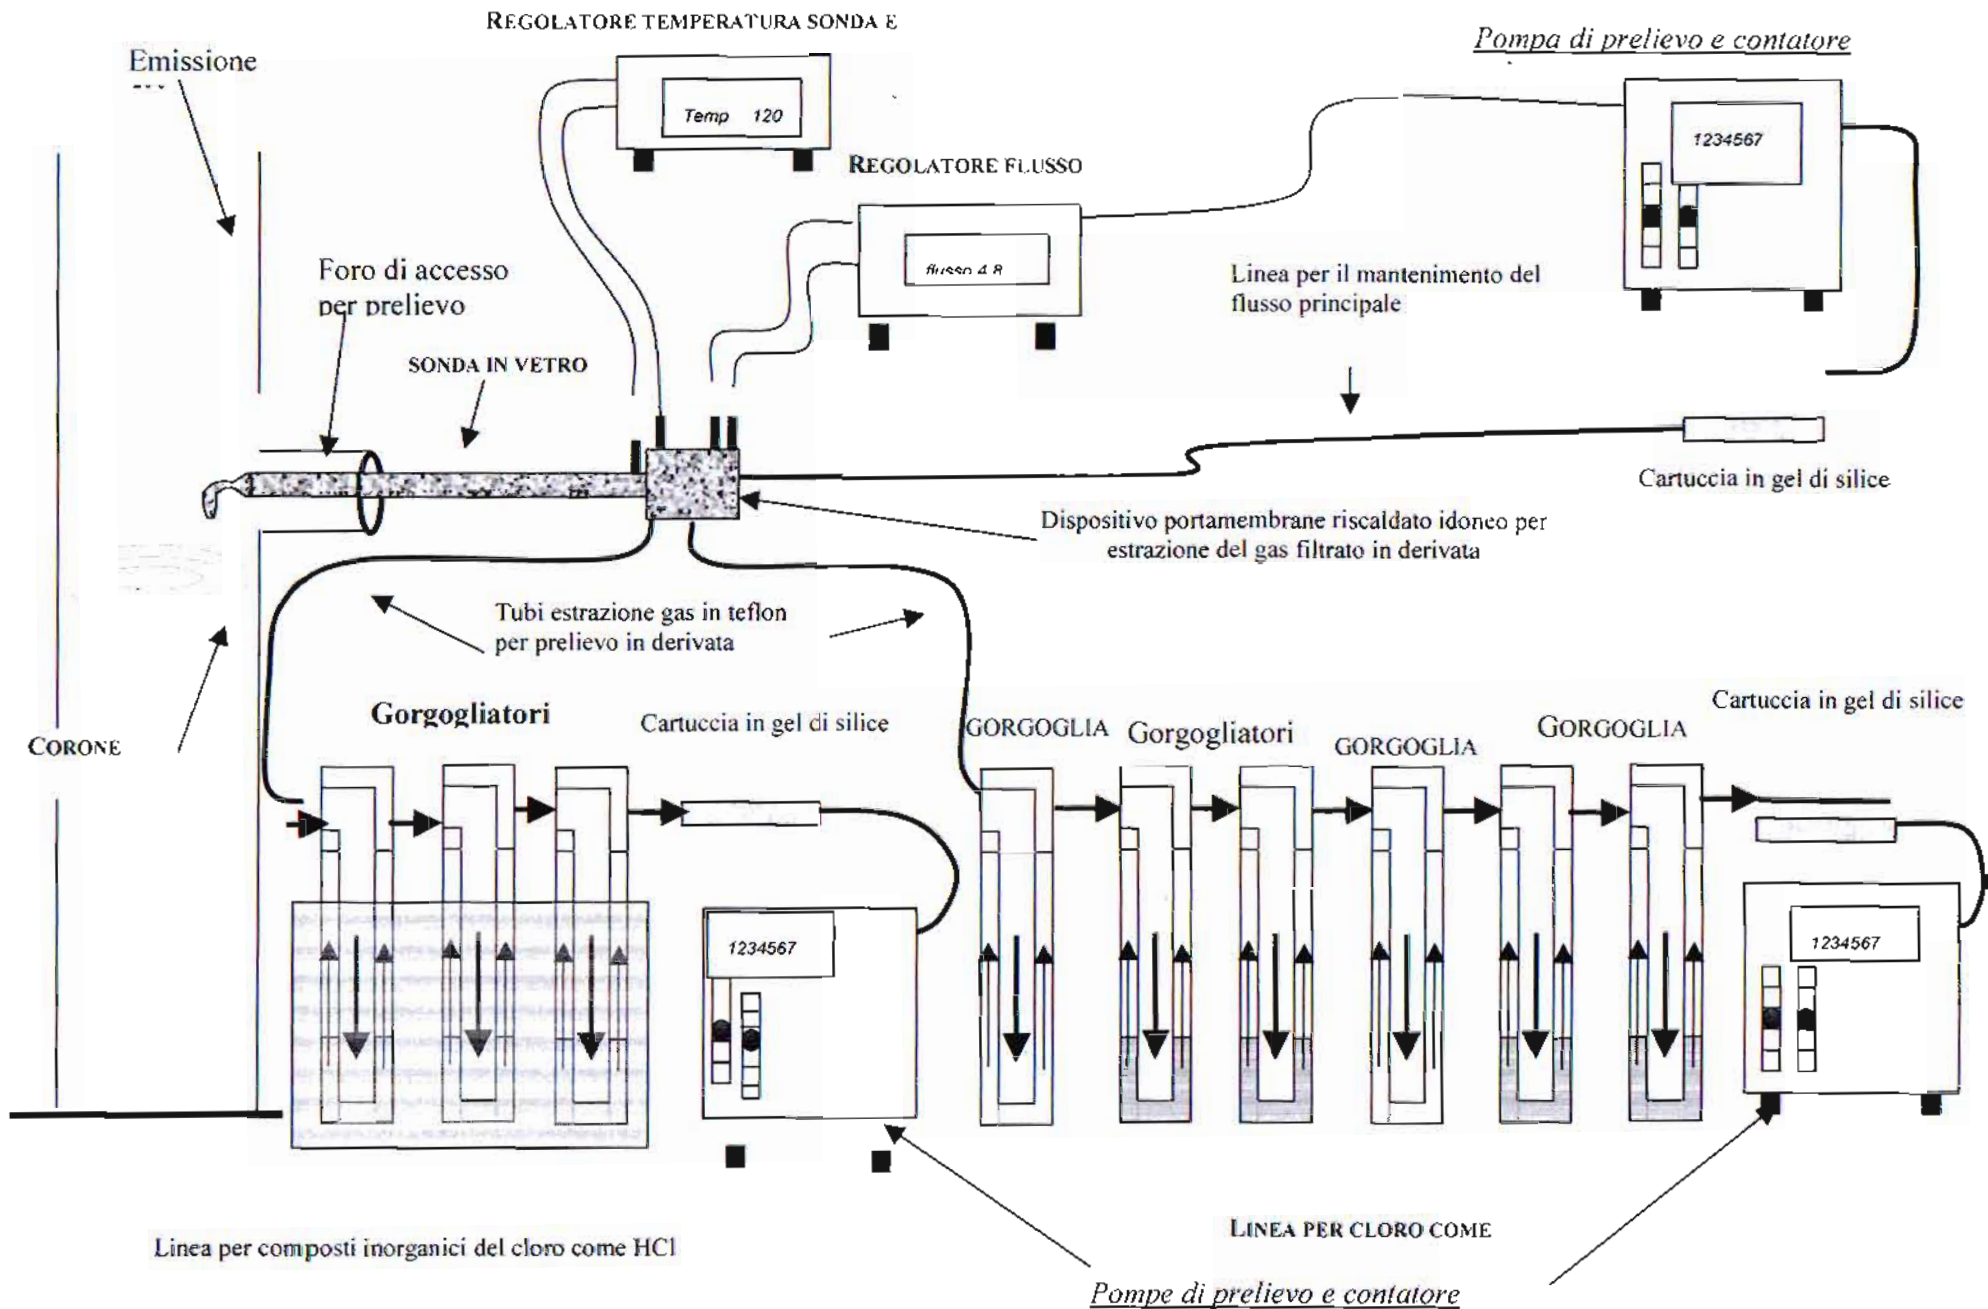 REGOLATORE TEMPERATURA SONDA E
Pompa di prelievo e contatore
Emissione
Temp 120
1234567
REGOLATORE FLUSSO
flusso 4.8
Foro di accesso
per prelievo
Linea per il mantenimento del
flusso principale
SONDA IN VETRO
Cartuccia in gel di silice
Dispositivo portamembrane riscaldato idoneo per
estrazione del gas filtrato in derivata
Tubi estrazione gas in teflon
per prelievo in derivata
CORONE
Gorgogliatori
Cartuccia in gel di silice
GORGOGLIA
Gorgogliatori
GORGOGLIA
GORGOGLIA
Cartuccia in gel di silice
1234567
1234567
Linea per composti inorganici del cloro come HCl
LINEA PER CLORO COME
Pompe di prelievo e contatore